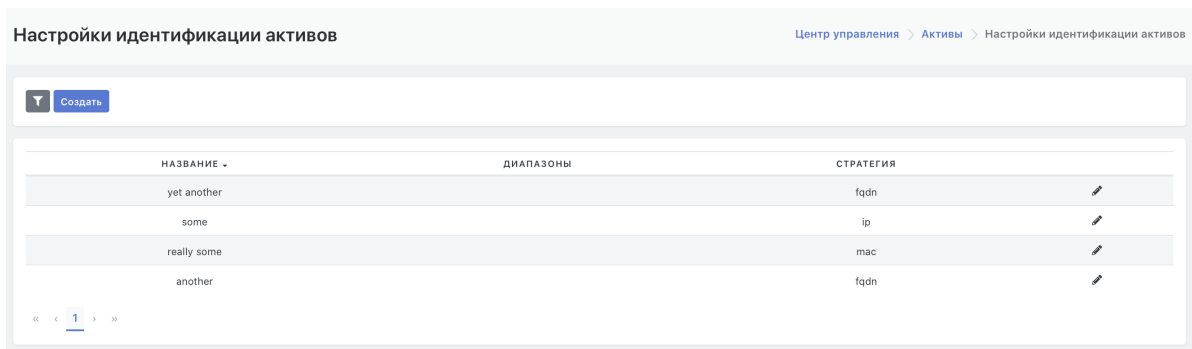 Настройки идентификации активов
Центр управления > Активы > Настройки идентификации активов
Создать
НАЗВАНИЕ ДИАПАЗОНЫ СТРАТЕГИЯ
yet another fqdn
some ip
really some mac
another fqdn
« ‹ 1 › »